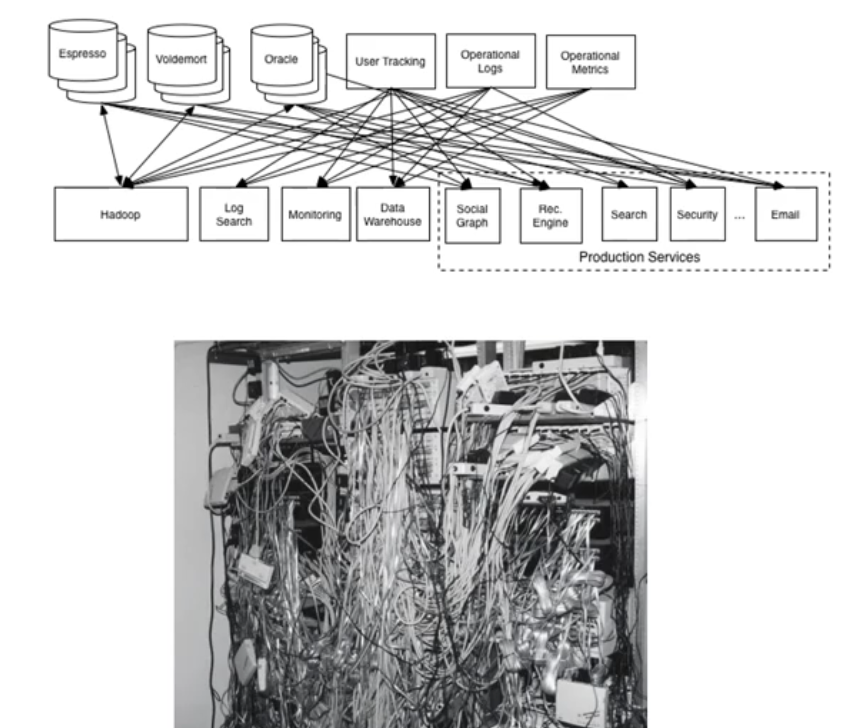 Espresso
Voldemort
Oracle
User Tracking
Operational
Logs
Operational
Metrics
Hadoop
Log
Search
Monitoring
Data
Warehouse
Social
Graph
Rec.
Engine
Search
Security
...
Email
Production Services